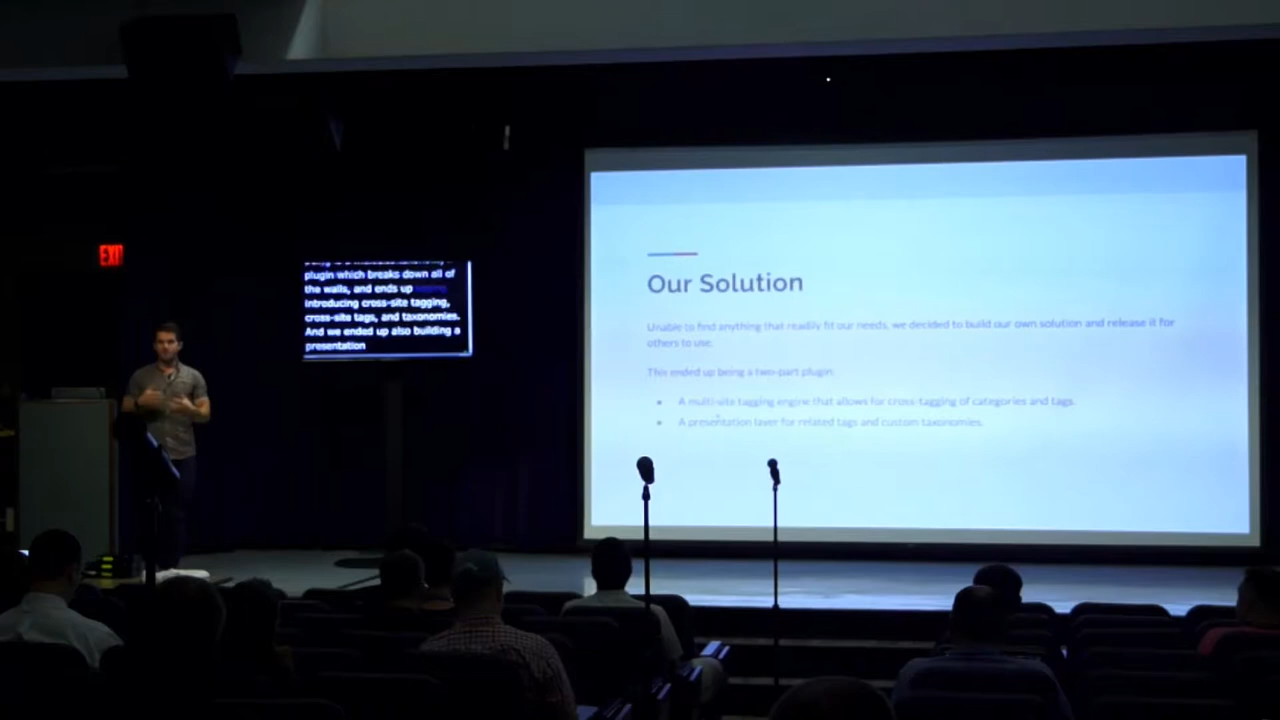 EXIT
plugin which breaks down all of
the walls, and ends up
introducing cross-site tagging,
cross-site tags, and taxonomies.
And we ended up also building a
presentation
Our Solution
Unable to find anything that readily fit our needs, we decided to build our own solution and release it for
others to use.
This ended up being a two-part plugin:
A multi-site tagging engine that allows for cross-tagging of categories and tags.
A presentation layer for related tags and custom taxonomies.